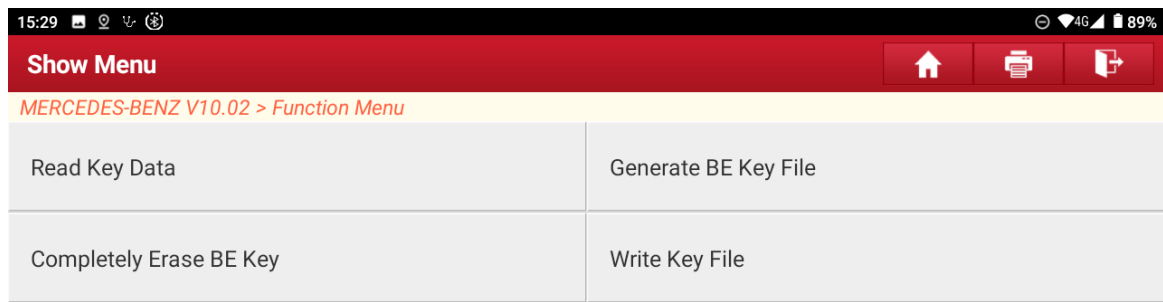 15:29 4G 89%
Show Menu
MERCEDES-BENZ V10.02 > Function Menu
Read Key Data Generate BE Key File
Completely Erase BE Key Write Key File